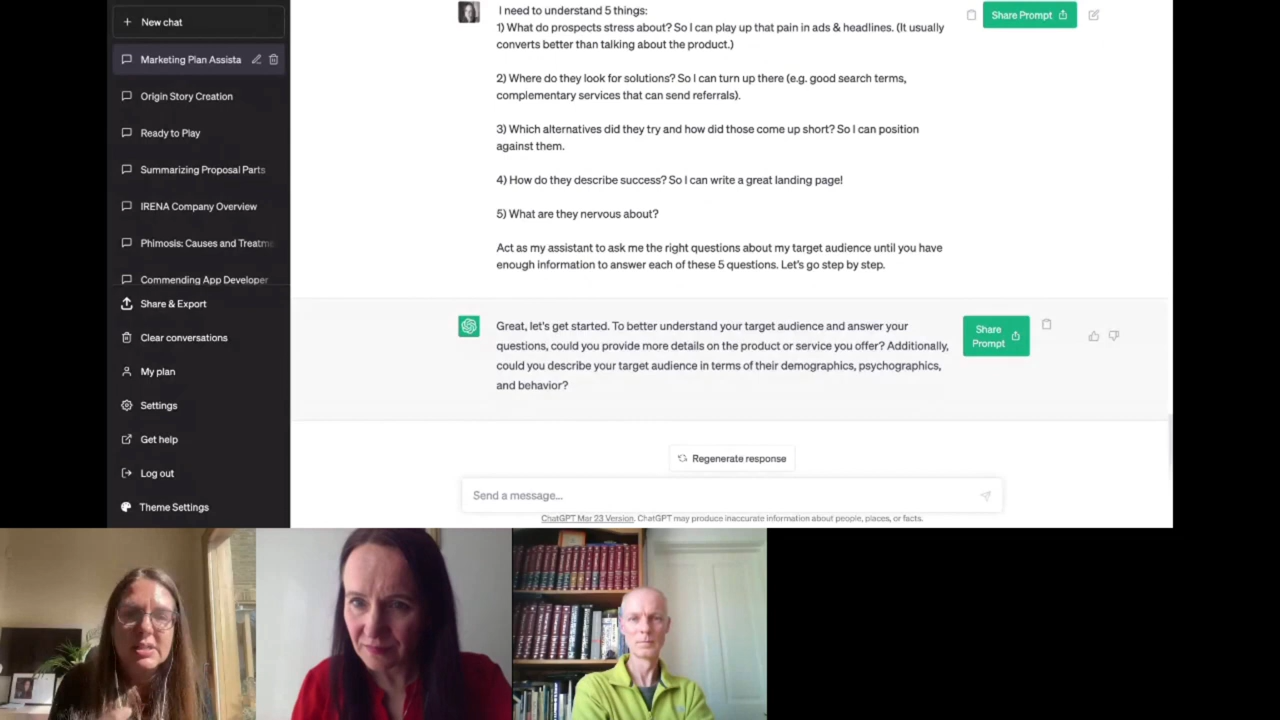 New chat
Marketing Plan Assista
Origin Story Creation
Ready to Play
Summarizing Proposal Parts
IRENA Company Overview
Phimosis: Causes and Treatme
Commending App Developer
Share & Export
Clear conversations
My plan
Settings
Get help
Log out
Theme Settings
I need to understand 5 things:
1) What do prospects stress about? So I can play up that pain in ads & headlines. (It usually
converts better than talking about the product.)
2) Where do they look for solutions? So I can turn up there (e.g. good search terms,
complementary services that can send referrals).
3) Which alternatives did they try and how did those come up short? So I can position
against them.
4) How do they describe success? So I can write a great landing page!
5) What are they nervous about?
Act as my assistant to ask me the right questions about my target audience until you have
enough information to answer each of these 5 questions. Let's go step by step.
Share Prompt
Great, let's get started. To better understand your target audience and answer your
questions, could you provide more details on the product or service you offer? Additionally,
could you describe your target audience in terms of their demographics, psychographics,
and behavior?
Share
Prompt
Regenerate response
Send a message...
ChatGPT Mar 23 Version. ChatGPT may produce inaccurate information about people, places, or facts.